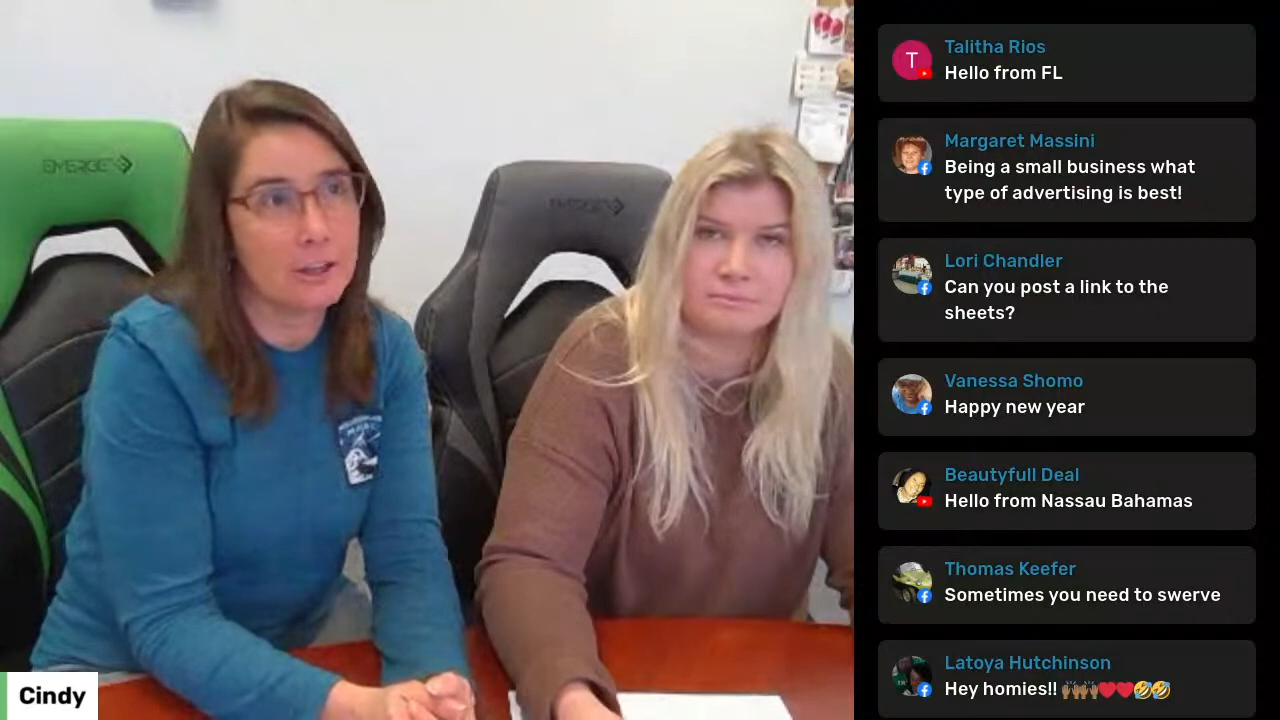 EMERGE
Cindy
T
Talitha Rios
Hello from FL
Margaret Massini
Being a small business what
type of advertising is best!
Lori Chandler
Can you post a link to the
sheets?
Vanessa Shomo
Happy new year
Beautyfull Deal
Hello from Nassau Bahamas
Thomas Keefer
Sometimes you need to swerve
Latoya Hutchinson
Hey homies!! 🙌🏾🙌🏾❤️❤️🤣🤣